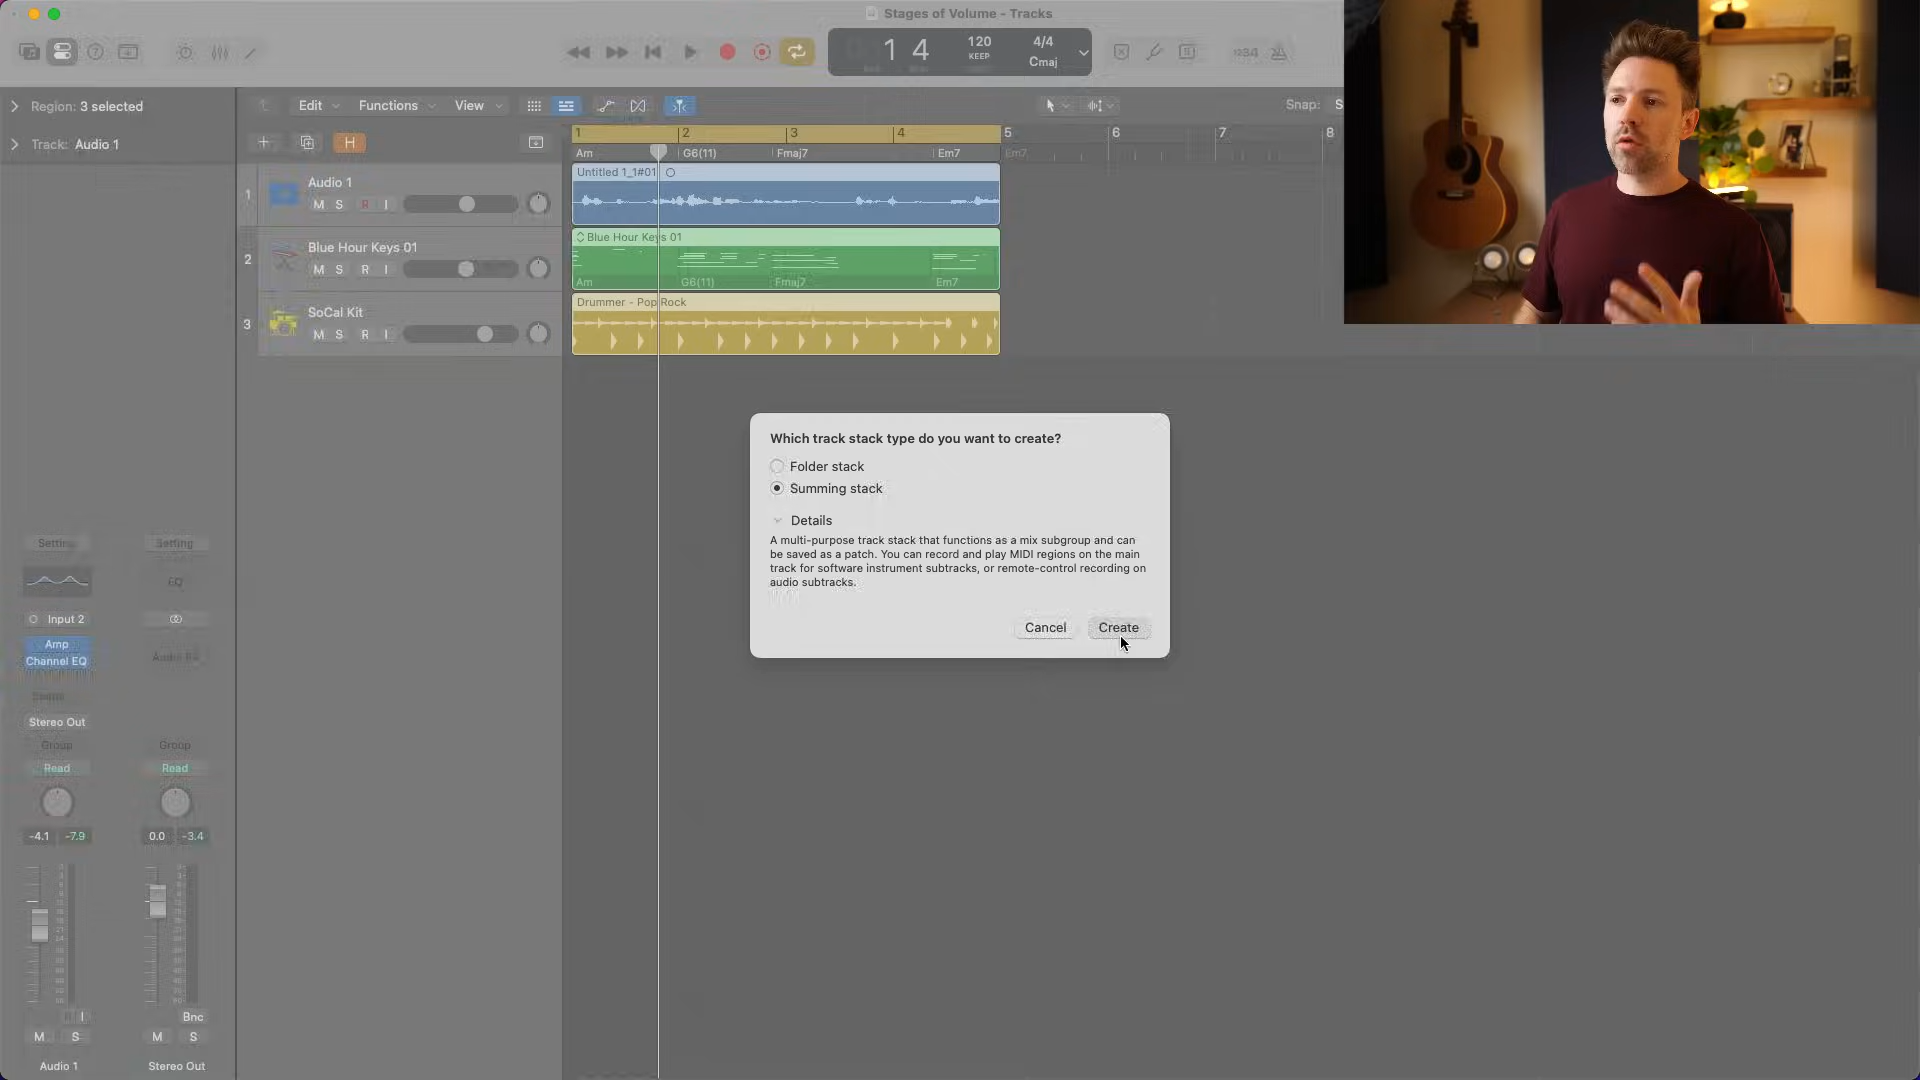 Stages of Volume - Tracks
1 4
120
KEEP
4/4
Cmaj
1234
Region: 3 selected
Edit
Functions
View
Snap: S
Track: Audio 1
H
1
2
3
4
5
6
7
8
Am
G6(11)
Fmaj7
Em7
Em7
1
Audio 1
M S R I
Untitled 1_1#01
2
Blue Hour Keys 01
M S R I
Blue Hour Keys 01
Am
G6(11)
Fmaj7
Em7
3
SoCal Kit
M S R I
Drummer - Pop Rock
Which track stack type do you want to create?
Folder stack
Summing stack
Details
A multi-purpose track stack that functions as a mix subgroup and can
be saved as a patch. You can record and play MIDI regions on the main
track for software instrument subtracks, or remote-control recording on
audio subtracks.
Cancel
Create
Setting
Setting
EQ
Input 2
Amp
Channel EQ
Stereo Out
Group
Group
Read
Read
-4.1
-7.9
0.0
-3.4
I
Bnc
M
S
M
S
Audio 1
Stereo Out